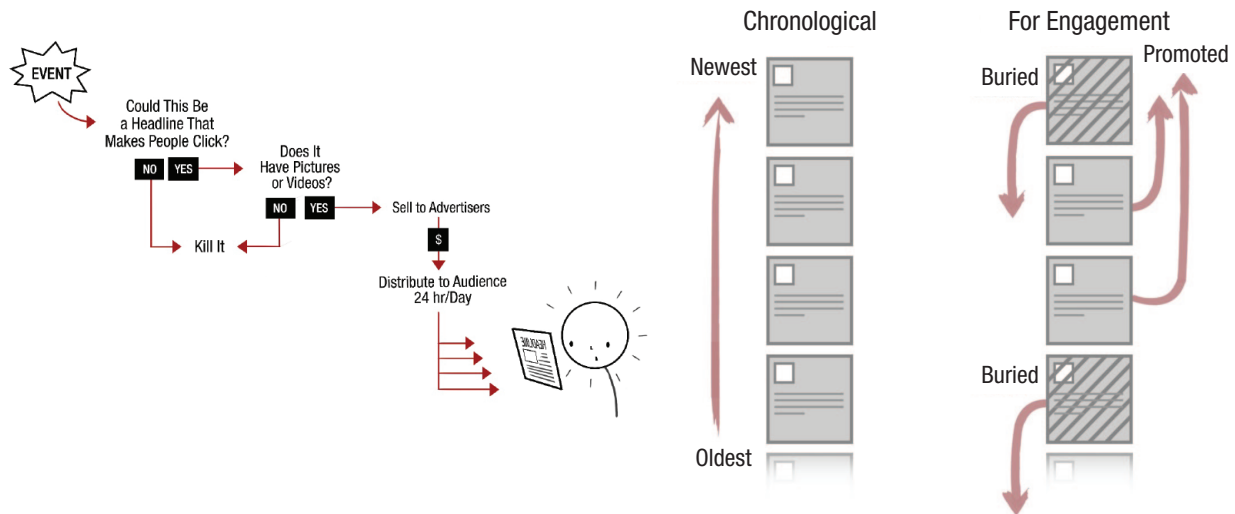 EVENT
Could This Be
a Headline That
Makes People Click?
NO
YES
Does It
Have Pictures
or Videos?
NO
YES
Kill It
Sell to Advertisers
$
Distribute to Audience
24 hr/Day
HEADLINE
Chronological
Newest
Oldest
For Engagement
Buried
Promoted
Buried